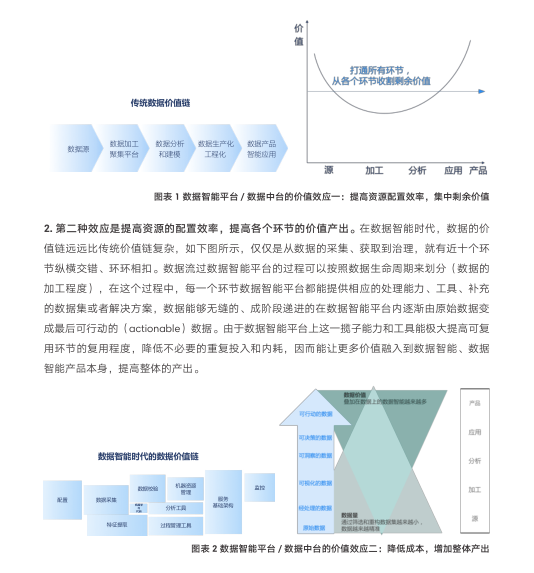 价
值
打通所有环节，
从各个环节收割剩余价值
传统数据价值链
数据源
数据加工
聚集平台
数据分析
和建模
数据生产化
工程化
数据产品
智能应用
源 加工 分析 应用 产品
图表 1 数据智能平台 / 数据中台的价值效应一：提高资源配置效率，集中剩余价值
2. 第二种效应是提高资源的配置效率，提高各个环节的价值产出。在数据智能时代，数据的价
值链远远比传统价值链复杂，如下图所示，仅仅是从数据的采集、获取到治理，就有近十个环
节纵横交错、环环相扣。数据流过数据智能平台的过程可以按照数据生命周期来划分（数据的
加工程度），在这个过程中，每一个环节数据智能平台都能提供相应的处理能力、工具、补充
的数据集或者解决方案，数据能够无缝的、成阶段递进的在数据智能平台内逐渐由原始数据变
成最后可行动的（actionable）数据。由于数据智能平台上这一揽子能力和工具能极大提高可复
用环节的复用程度，降低不必要的重复投入和内耗，因而能让更多价值融入到数据智能、数据
智能产品本身，提高整体的产出。
数据智能时代的数据价值链
配置
数据采集
数据校验
机器资源
管理
分析工具
特征提取
过程管理工具
服务
基础架构
监控
数据价值
叠加在数据上的数据智能越来越多
可行动的数据
可决策的数据
可洞察的数据
可视化的数据
经处理的数据
原始数据
数据量
通过筛选和重构数据集越来越小，
数据越来越精准
产品
应用
分析
加工
源
图表 2 数据智能平台 / 数据中台的价值效应二：降低成本，增加整体产出